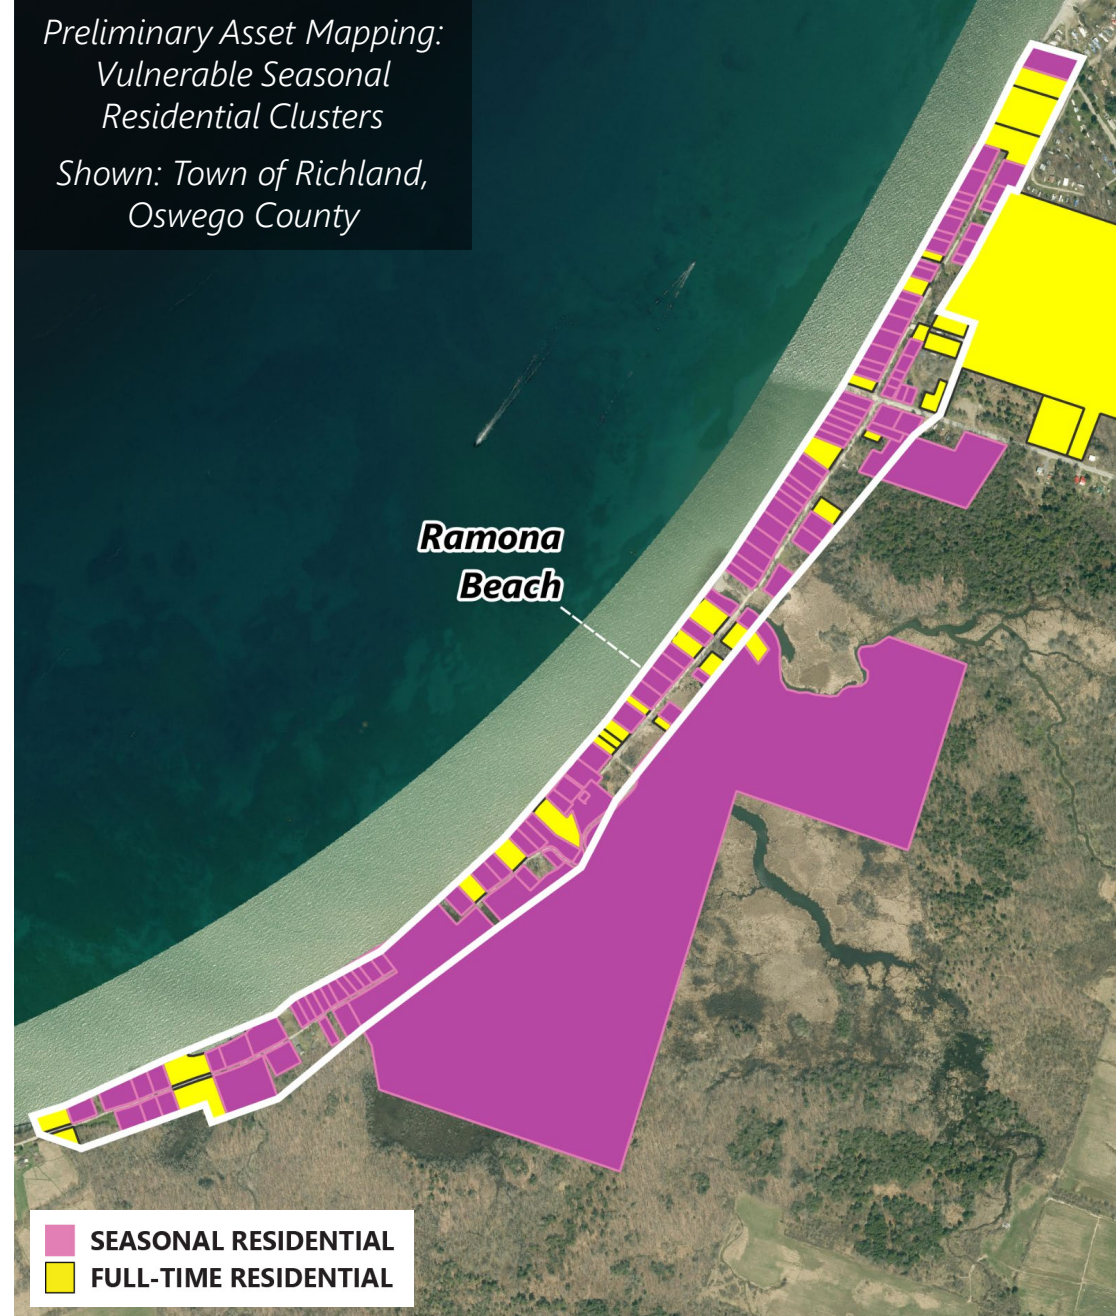 Preliminary Asset Mapping:
Vulnerable Seasonal
Residential Clusters
Shown: Town of Richland,
Oswego County
Ramona
Beach
SEASONAL RESIDENTIAL
FULL-TIME RESIDENTIAL